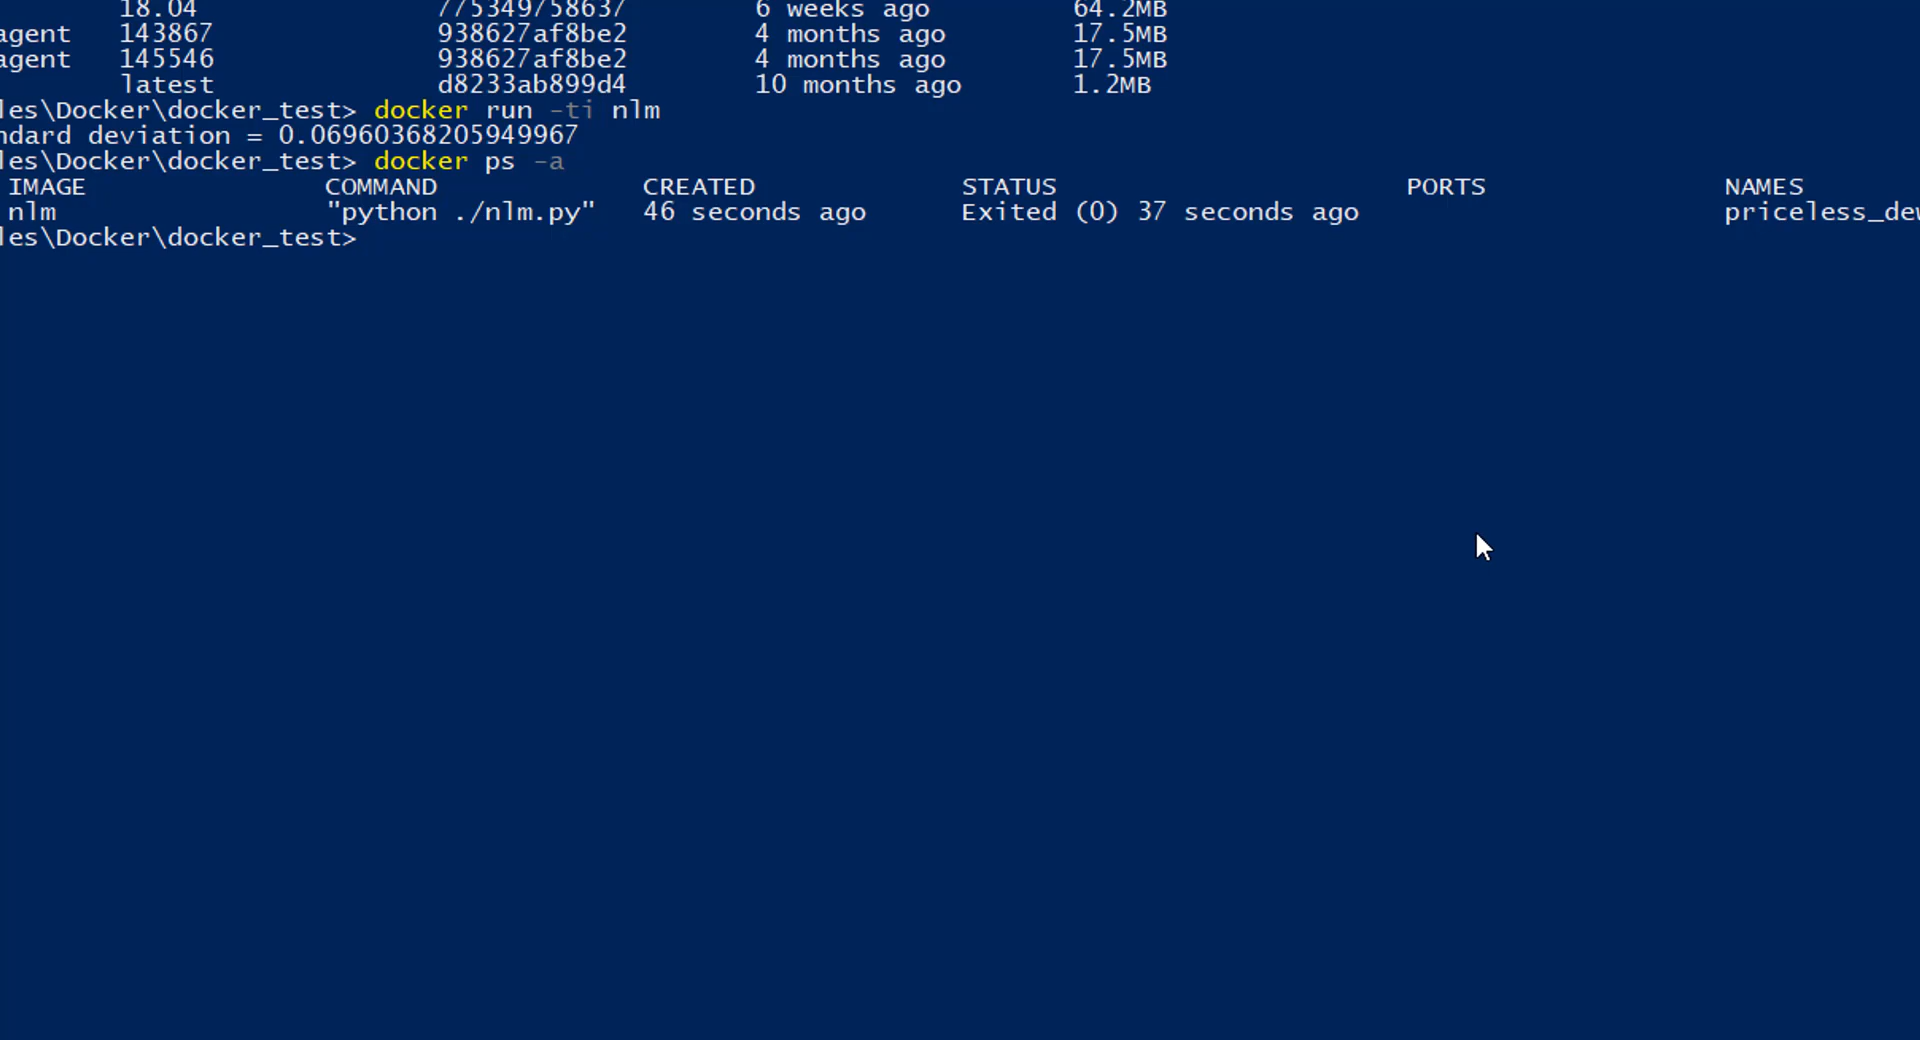 18.04 775349758637 6 weeks ago 64.2MB
agent 143867 938627af8be2 4 months ago 17.5MB
agent 145546 938627af8be2 4 months ago 17.5MB
latest d8233ab899d4 10 months ago 1.2MB
les\Docker\docker_test> docker run -ti nlm
ndard deviation = 0.06960368205949967
les\Docker\docker_test> docker ps -a
IMAGE COMMAND CREATED STATUS PORTS NAMES
nlm "python ./nlm.py" 46 seconds ago Exited (0) 37 seconds ago priceless_dew
les\Docker\docker_test>